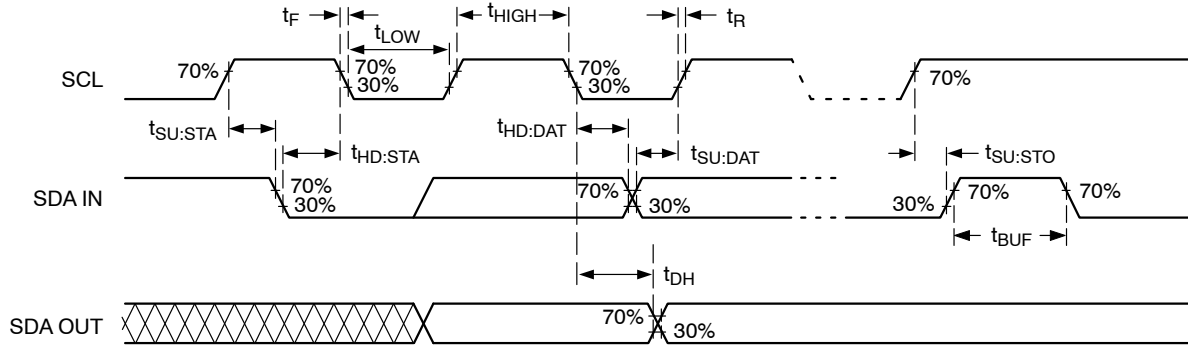 tF tHIGH tR
tLOW
SCL 70% 70% 30% 70% 30% 70%
tSU:STA tHD:STA tHD:DAT tSU:DAT tSU:STO
SDA IN 70% 30% 70% 30% 30% 70% 70%
tBUF
tDH
SDA OUT 70% 30%